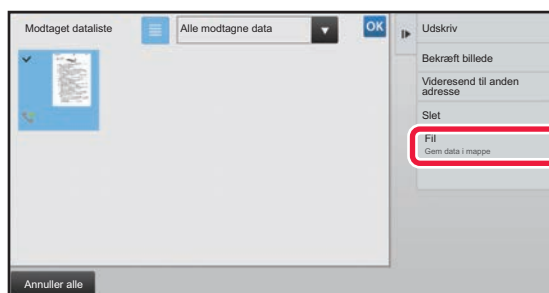 Modtaget dataliste
Alle modtagne data
OK
Udskriv
Bekræft billede
Videresend til anden
adresse
Slet
Fil
Gem data i mappe
Annuller alle